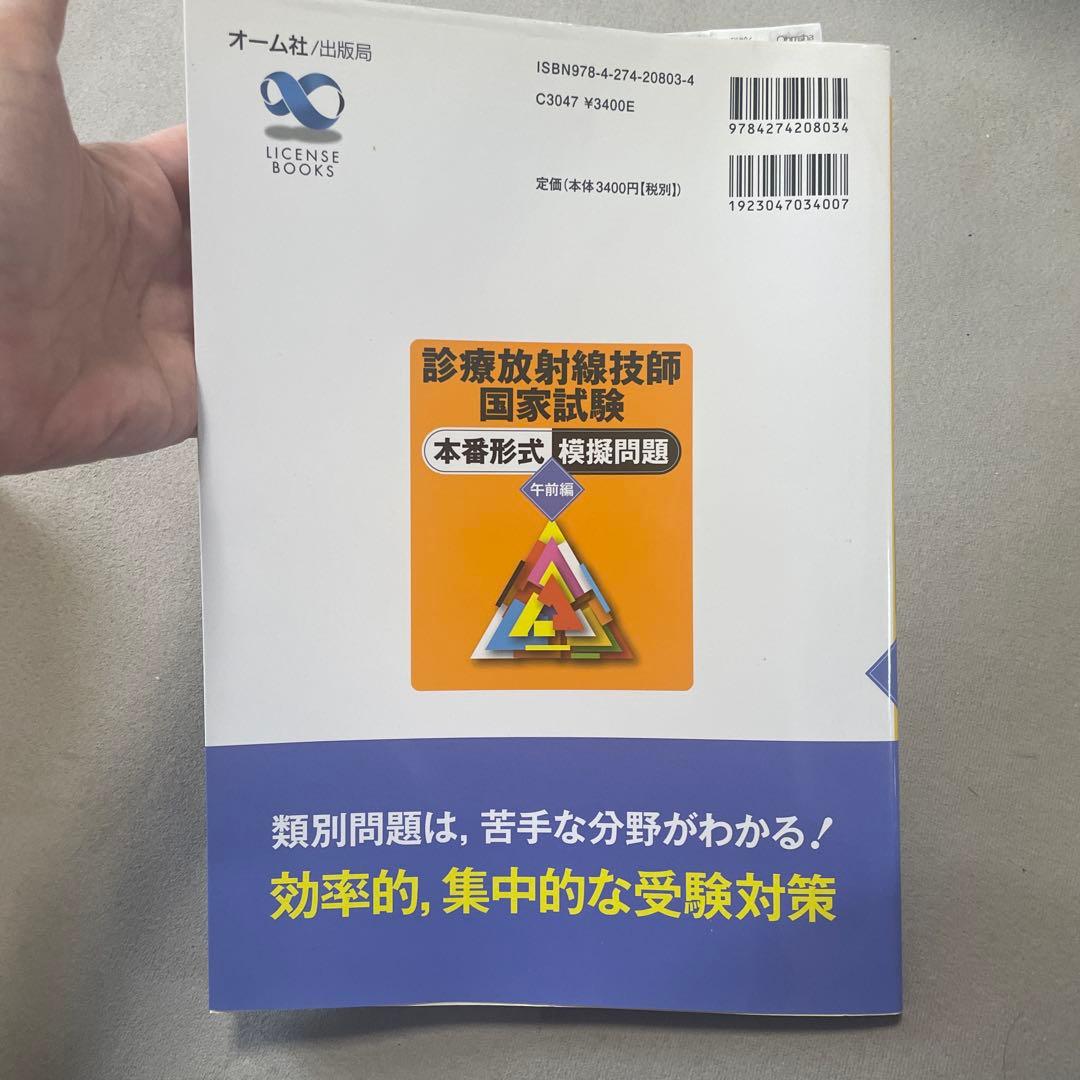 オーム社/出版局
LICENSE
BOOKS
ISBN978-4-274-20803-4
C3047 ¥3400E
定価(本体3400円【税別】)
9784274208034
1923047034007
診療放射線技師
国家試験
本番形式 模擬問題
午前編
類別問題は,苦手な分野がわかる!
効率的,集中的な受験対策